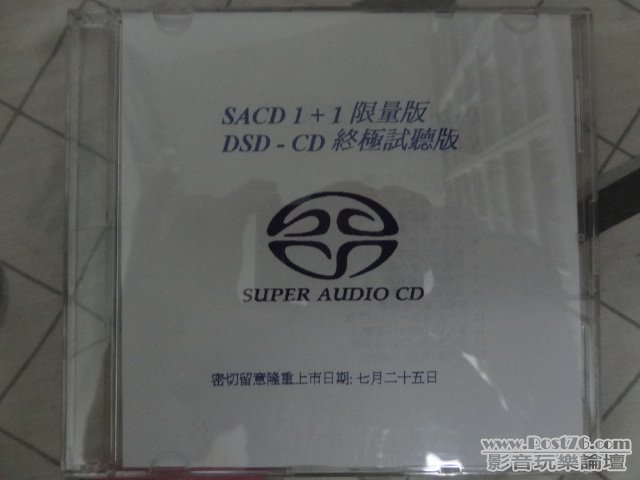 SACD 1 + 1 限量版
DSD - CD 終極試聽版
SUPER AUDIO CD
密切留意隆重上市日期: 七月二十五日
www.Post76.com
影音玩樂論壇